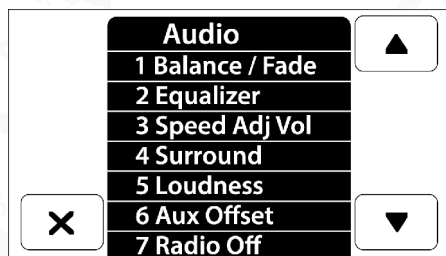 Audio
1 Balance / Fade
2 Equalizer
3 Speed Adj Vol
4 Surround
5 Loudness
6 Aux Offset
7 Radio Off